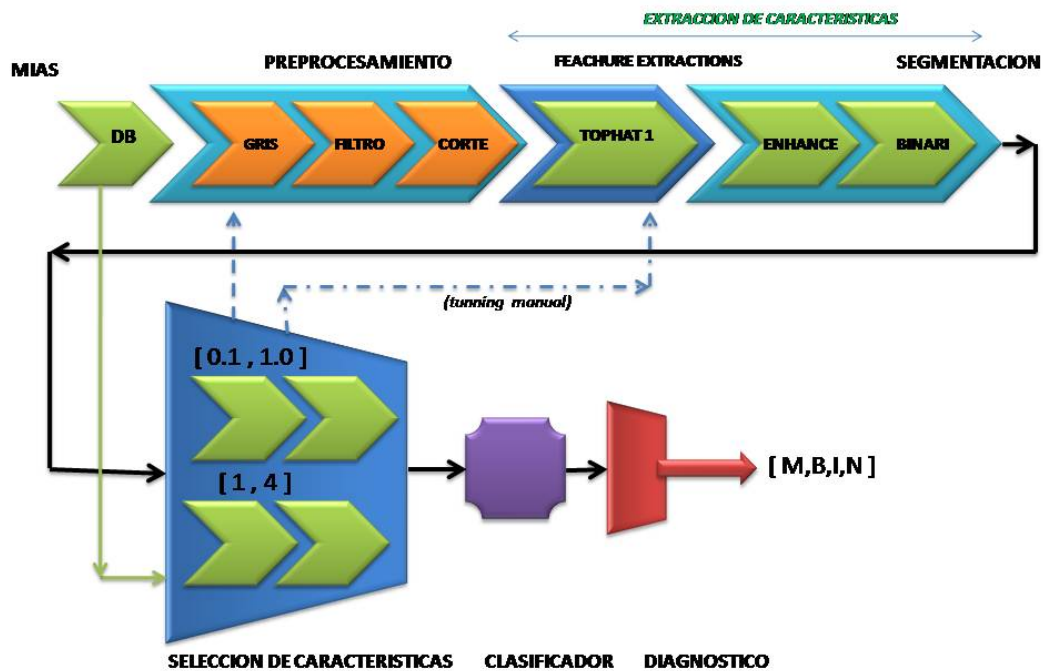 EXTRACCION DE CARACTERISTICAS
MIAS
PREPROCESAMIENTO
FEACHURE EXTRACTIONS
SEGMENTACION
DB
GRIS
FILTRO
CORTE
TOPHAT 1
ENHANCE
BINARI
(tunning manual)
[ 0.1 , 1.0 ]
[ 1 , 4 ]
[ M,B,I,N ]
SELECCION DE CARACTERISTICAS
CLASIFICADOR
DIAGNOSTICO